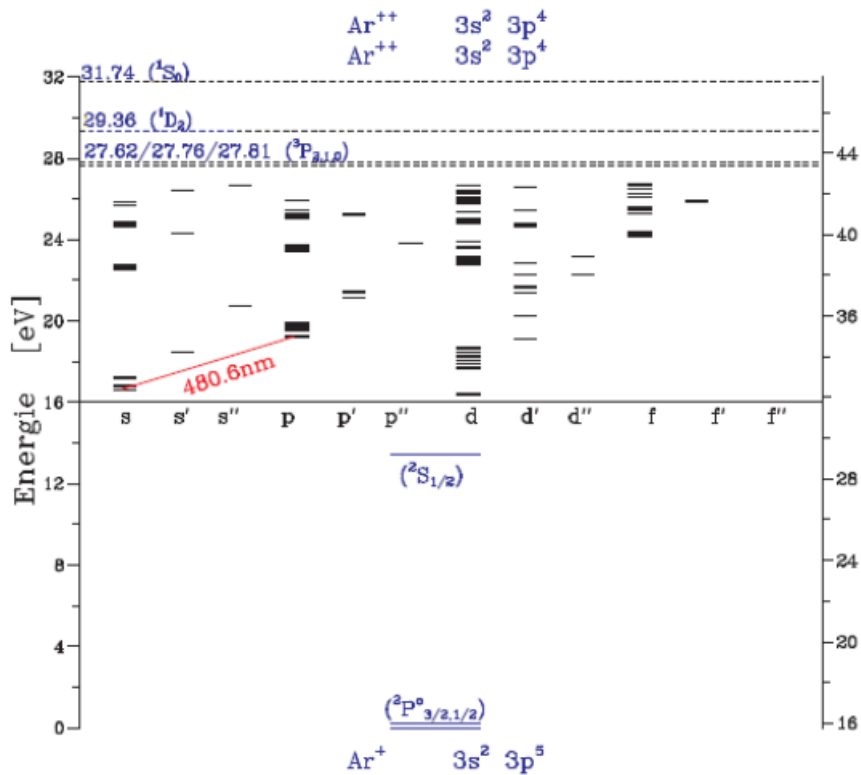 Ar⁺⁺ 3s² 3p⁴
Ar⁺⁺ 3s² 3p⁴
32
31.74 (¹S₀)
29.36 (¹D₂)
27.62/27.76/27.81 (³P₂,₁,₀)
28
44
24
40
20
36
480.6nm
16
s s′ s″ p p′ p″ d d′ d″ f f′ f″
Energie [eV]
(²S₁/₂)
12
28
8
24
4
20
(²P°₃/₂,₁/₂)
0
16
Ar⁺ 3s² 3p⁵